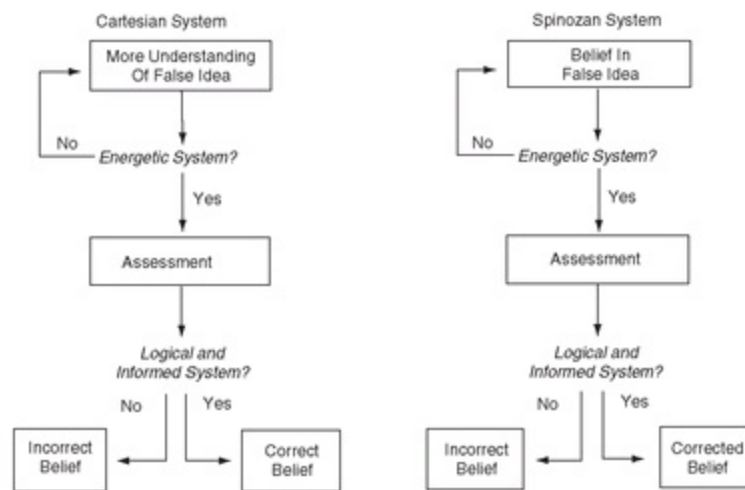 Cartesian System
More Understanding
Of False Idea
No
Energetic System?
Yes
Assessment
Logical and
Informed System?
No
Yes
Incorrect
Belief
Correct
Belief
Spinozan System
Belief In
False Idea
No
Energetic System?
Yes
Assessment
Logical and
Informed System?
No
Yes
Incorrect
Belief
Corrected
Belief